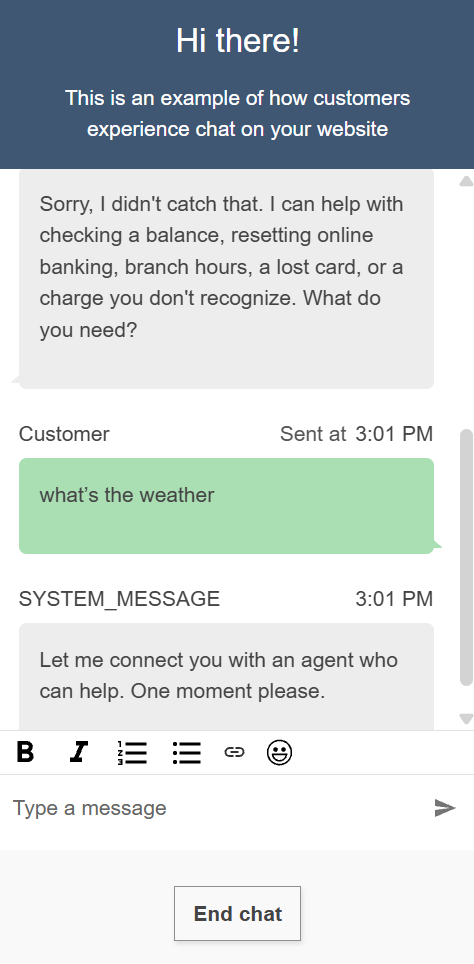 Hi there!
This is an example of how customers
experience chat on your website
Sorry, I didn't catch that. I can help with
checking a balance, resetting online
banking, branch hours, a lost card, or a
charge you don't recognize. What do
you need?
Customer Sent at 3:01 PM
what’s the weather
SYSTEM_MESSAGE 3:01 PM
Let me connect you with an agent who
can help. One moment please.
B I
Type a message
End chat